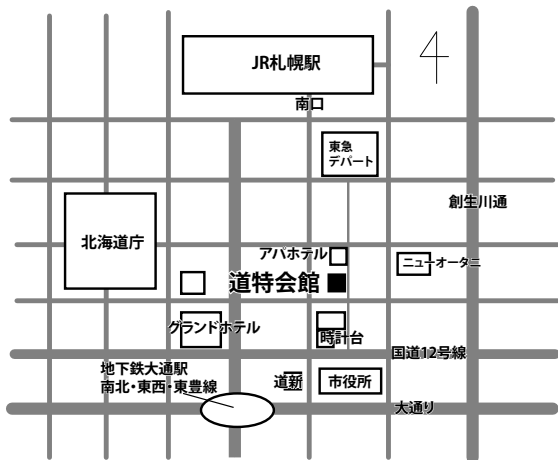 JR札幌駅
南口
東急
デパート
創生川通
北海道庁
アパホテル
ニューオータニ
道特会館
グランドホテル
時計台
国道12号線
地下鉄大通駅
南北・東西・東豊線
道新
市役所
大通り